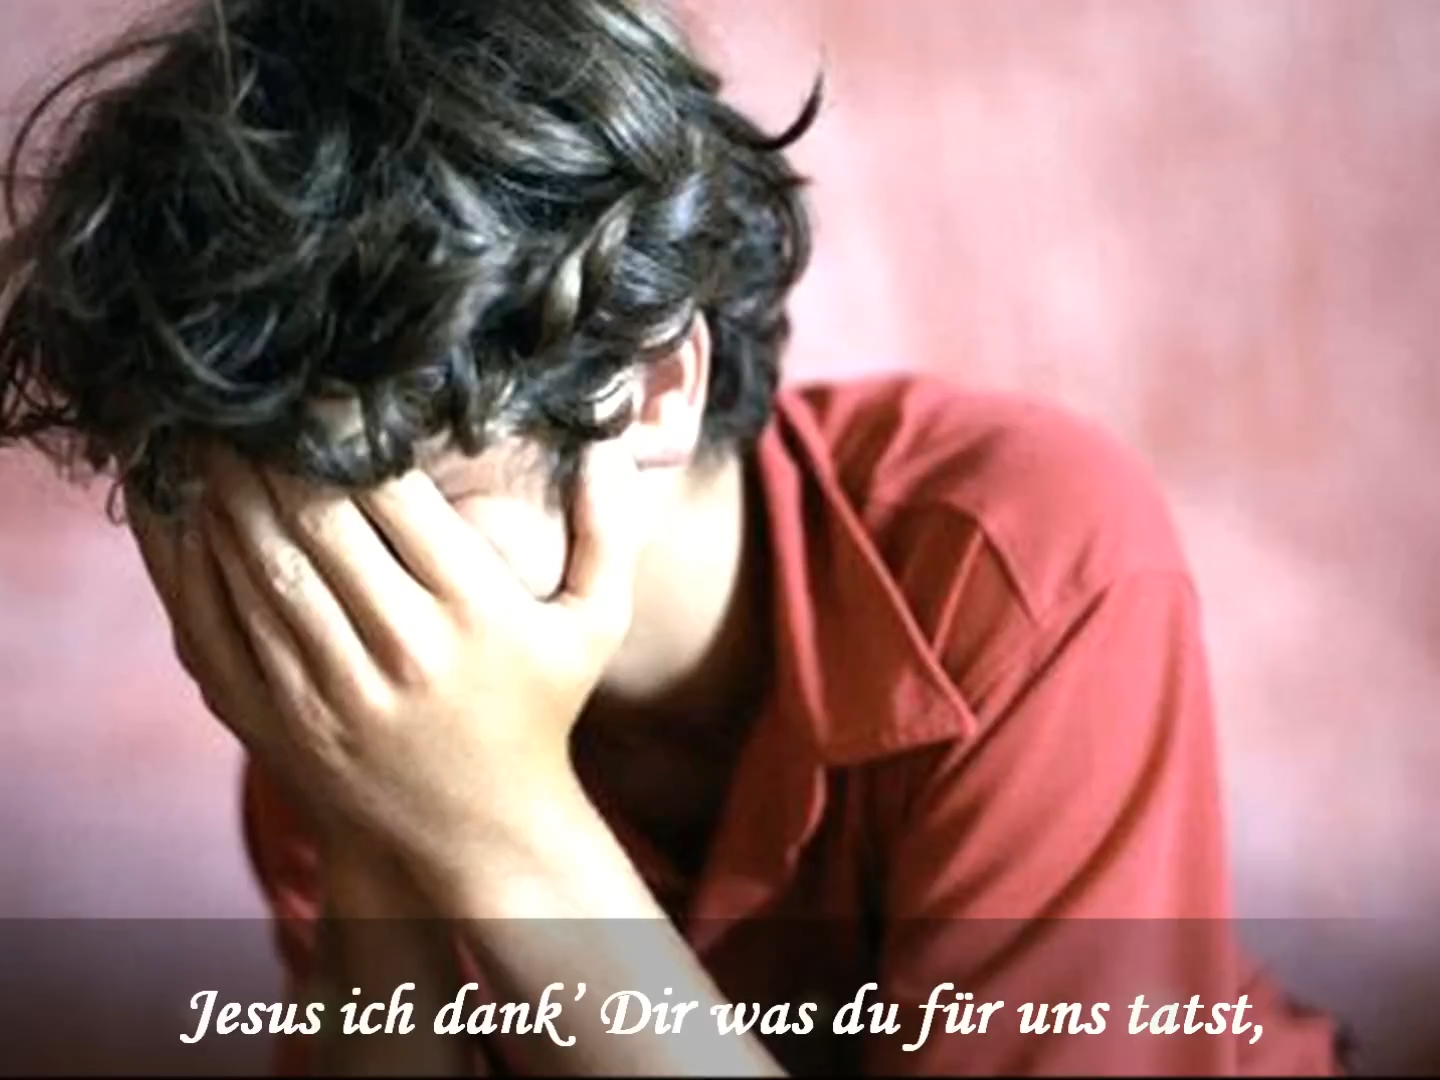 Jesus ich dank’ Dir was du für uns tatst,